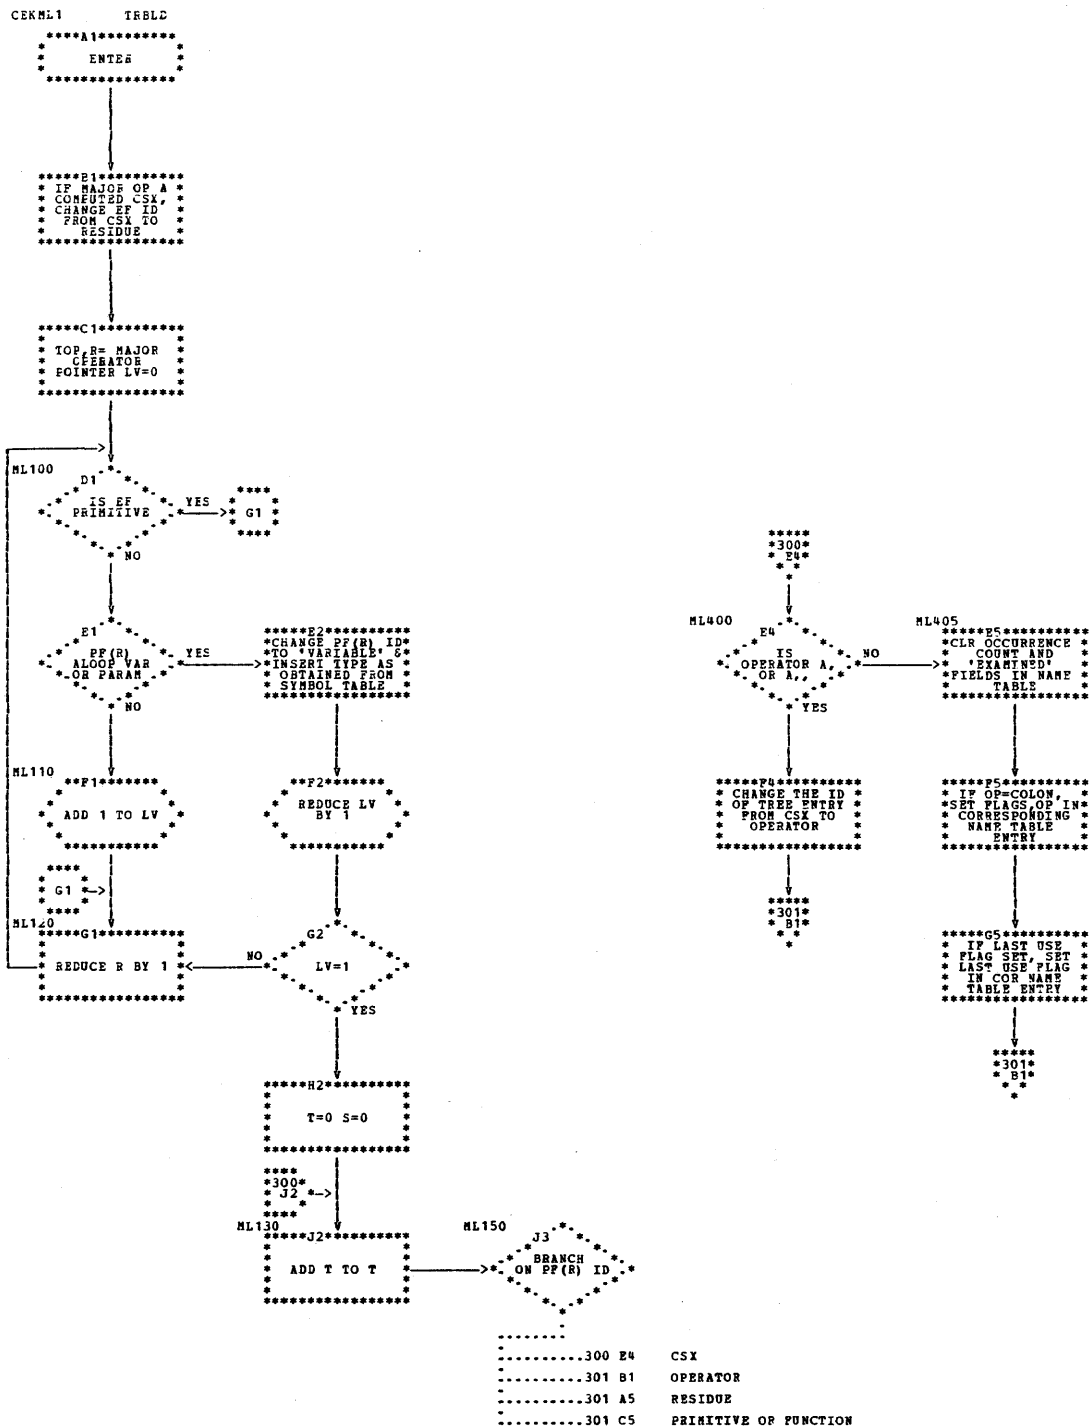 CEKML1 TRBLD
A1
ENTER
B1
IF MAJOR OP A
COMPUTED CSX,
CHANGE EF ID
FROM CSX TO
RESIDUE
C1
TOP,R= MAJOR
OPERATOR
POINTER LV=0
ML100
D1
IS EF
PRIMITIVE
YES
G1
NO
E1
PF(R)
ALOOP VAR
OR PARAM
YES
NO
E2
CHANGE PF(R) ID
TO 'VARIABLE' &
INSERT TYPE AS
OBTAINED FROM
SYMBOL TABLE
ML110
F1
ADD 1 TO LV
F2
REDUCE LV
BY 1
G1
ML120
G1
REDUCE R BY 1
G2
LV=1
NO
YES
H2
T=0 S=0
300
J2
ML130
J2
ADD T TO T
ML150
J3
BRANCH
ON PF(R) ID
300 E4 CSX
301 B1 OPERATOR
301 A5 RESIDUE
301 C5 PRIMITIVE OF FUNCTION
300
E4
ML400
E4
IS
OPERATOR A,
OR A,,
NO
YES
F4
CHANGE THE ID
OF TREE ENTRY
FROM CSX TO
OPERATOR
301
B1
ML405
E5
CLR OCCURRENCE
COUNT AND
'EXAMINED'
FIELDS IN NAME
TABLE
F5
IF OP=COLON,
SET FLAGS,OP IN
CORRESPONDING
NAME TABLE
ENTRY
G5
IF LAST USE
FLAG SET, SET
LAST USE FLAG
IN COR NAME
TABLE ENTRY
301
B1